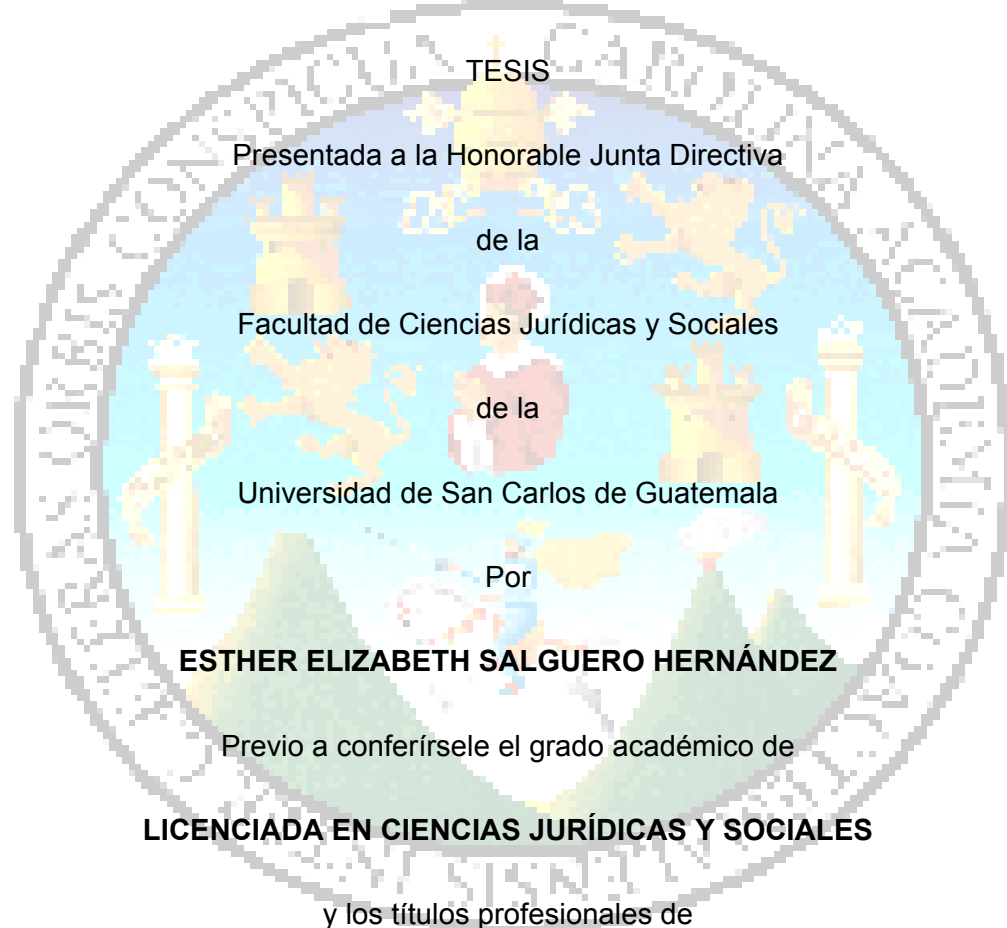 TESIS
Presentada a la Honorable Junta Directiva
de la
Facultad de Ciencias Jurídicas y Sociales
de la
Universidad de San Carlos de Guatemala
Por
ESTHER ELIZABETH SALGUERO HERNÁNDEZ
Previo a conferírsele el grado académico de
LICENCIADA EN CIENCIAS JURÍDICAS Y SOCIALES
y los títulos profesionales de